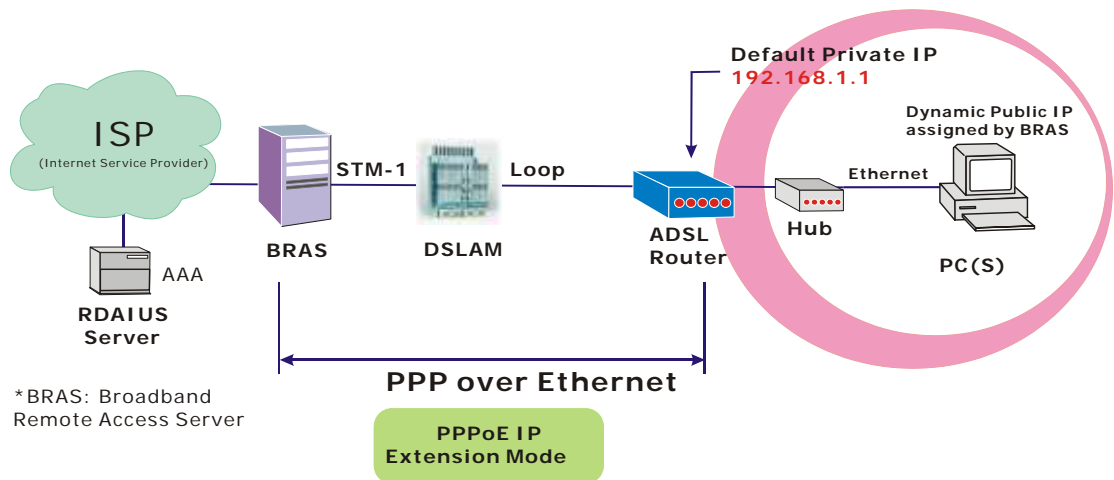 Default Private IP
192.168.1.1
ISP
(Internet Service Provider)
Dynamic Public IP
assigned by BRAS
STM-1
Loop
Ethernet
BRAS
DSLAM
ADSL
Router
Hub
PC(S)
AAA
RDAIUS
Server
PPP over Ethernet
*BRAS: Broadband
Remote Access Server
PPPoE IP
Extension Mode